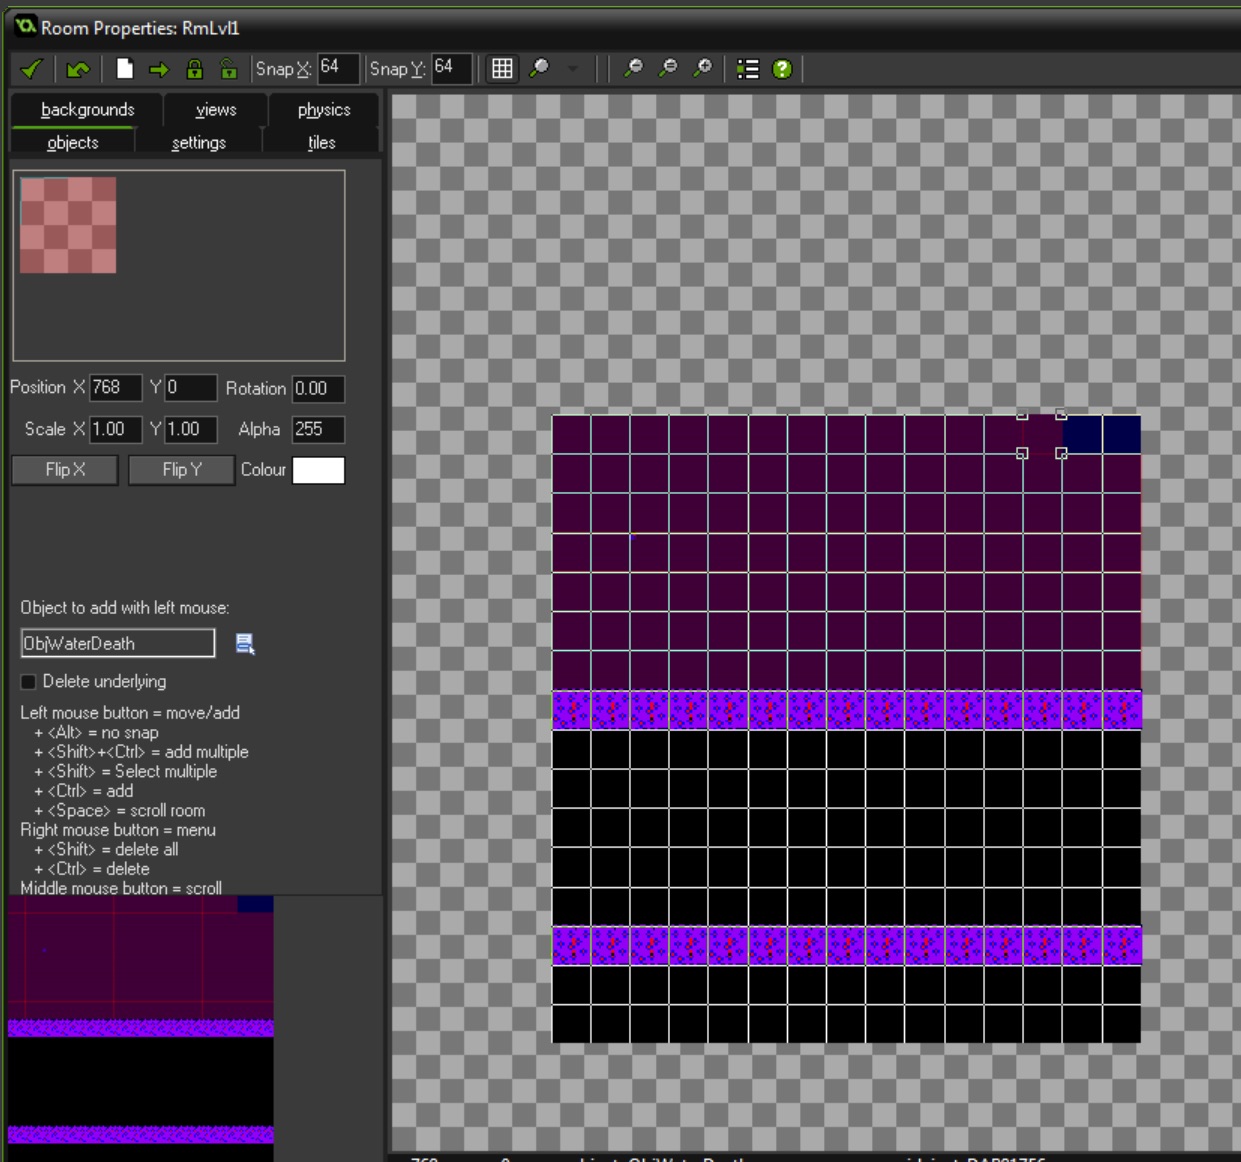 Room Properties: RmLvl1
Snap X: 64 Snap Y: 64
backgrounds views physics
objects settings tiles
Position X 768 Y 0 Rotation 0.00
Scale X 1.00 Y 1.00 Alpha 255
Flip X Flip Y Colour
Object to add with left mouse:
ObjWaterDeath
Delete underlying
Left mouse button = move/add
+ <Alt> = no snap
+ <Shift>+<Ctrl> = add multiple
+ <Shift> = Select multiple
+ <Ctrl> = add
+ <Space> = scroll room
Right mouse button = menu
+ <Shift> = delete all
+ <Ctrl> = delete
Middle mouse button = scroll